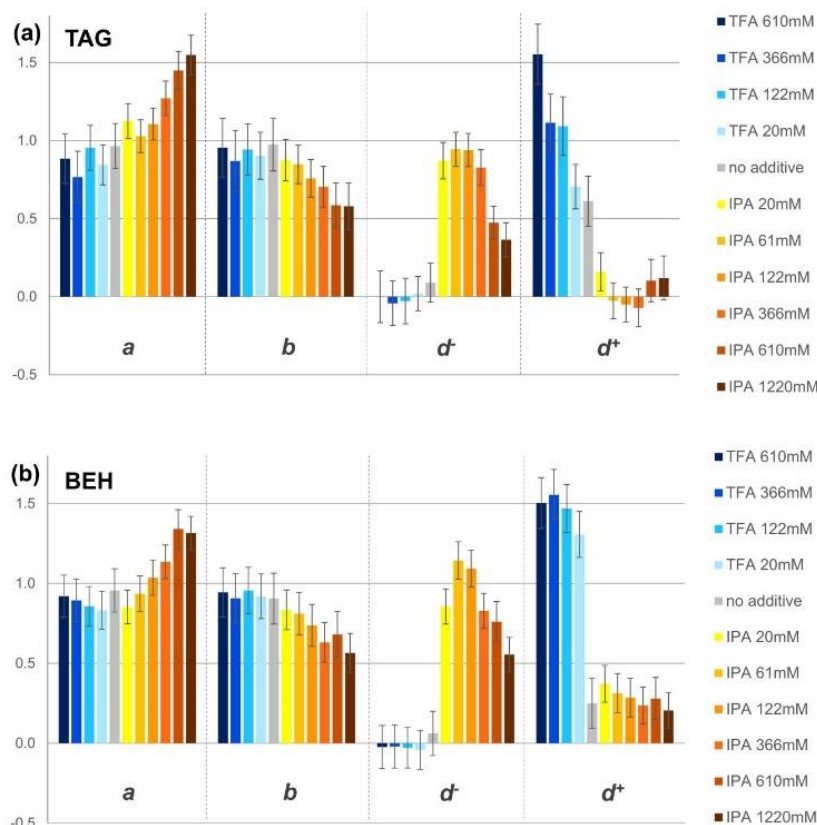 (a) TAG
1.5
1.0
0.5
0.0
-0.5
a b d- d+
TFA 610mM
TFA 366mM
TFA 122mM
TFA 20mM
no additive
IPA 20mM
IPA 61mM
IPA 122mM
IPA 366mM
IPA 610mM
IPA 1220mM
(b) BEH
1.5
1.0
0.5
0.0
-0.5
a b d- d+
TFA 610mM
TFA 366mM
TFA 122mM
TFA 20mM
no additive
IPA 20mM
IPA 61mM
IPA 122mM
IPA 366mM
IPA 610mM
IPA 1220mM